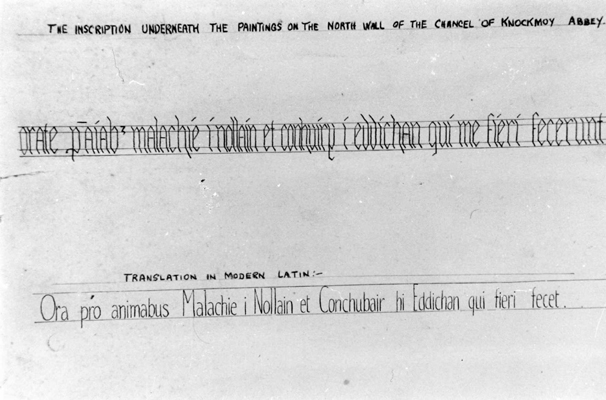 THE INSCRIPTION UNDERNEATH THE PAINTINGS ON THE NORTH WALL OF THE CHANCEL OF KNOCKMOY ABBEY.
orate p̄ aiab3 malachie i nollain et conchuiry i eddichan qui me fieri fecerunt
TRANSLATION IN MODERN LATIN:-
Ora pro animabus Malachie i Nollain et Conchubair hi Eddichan qui fieri fecet.